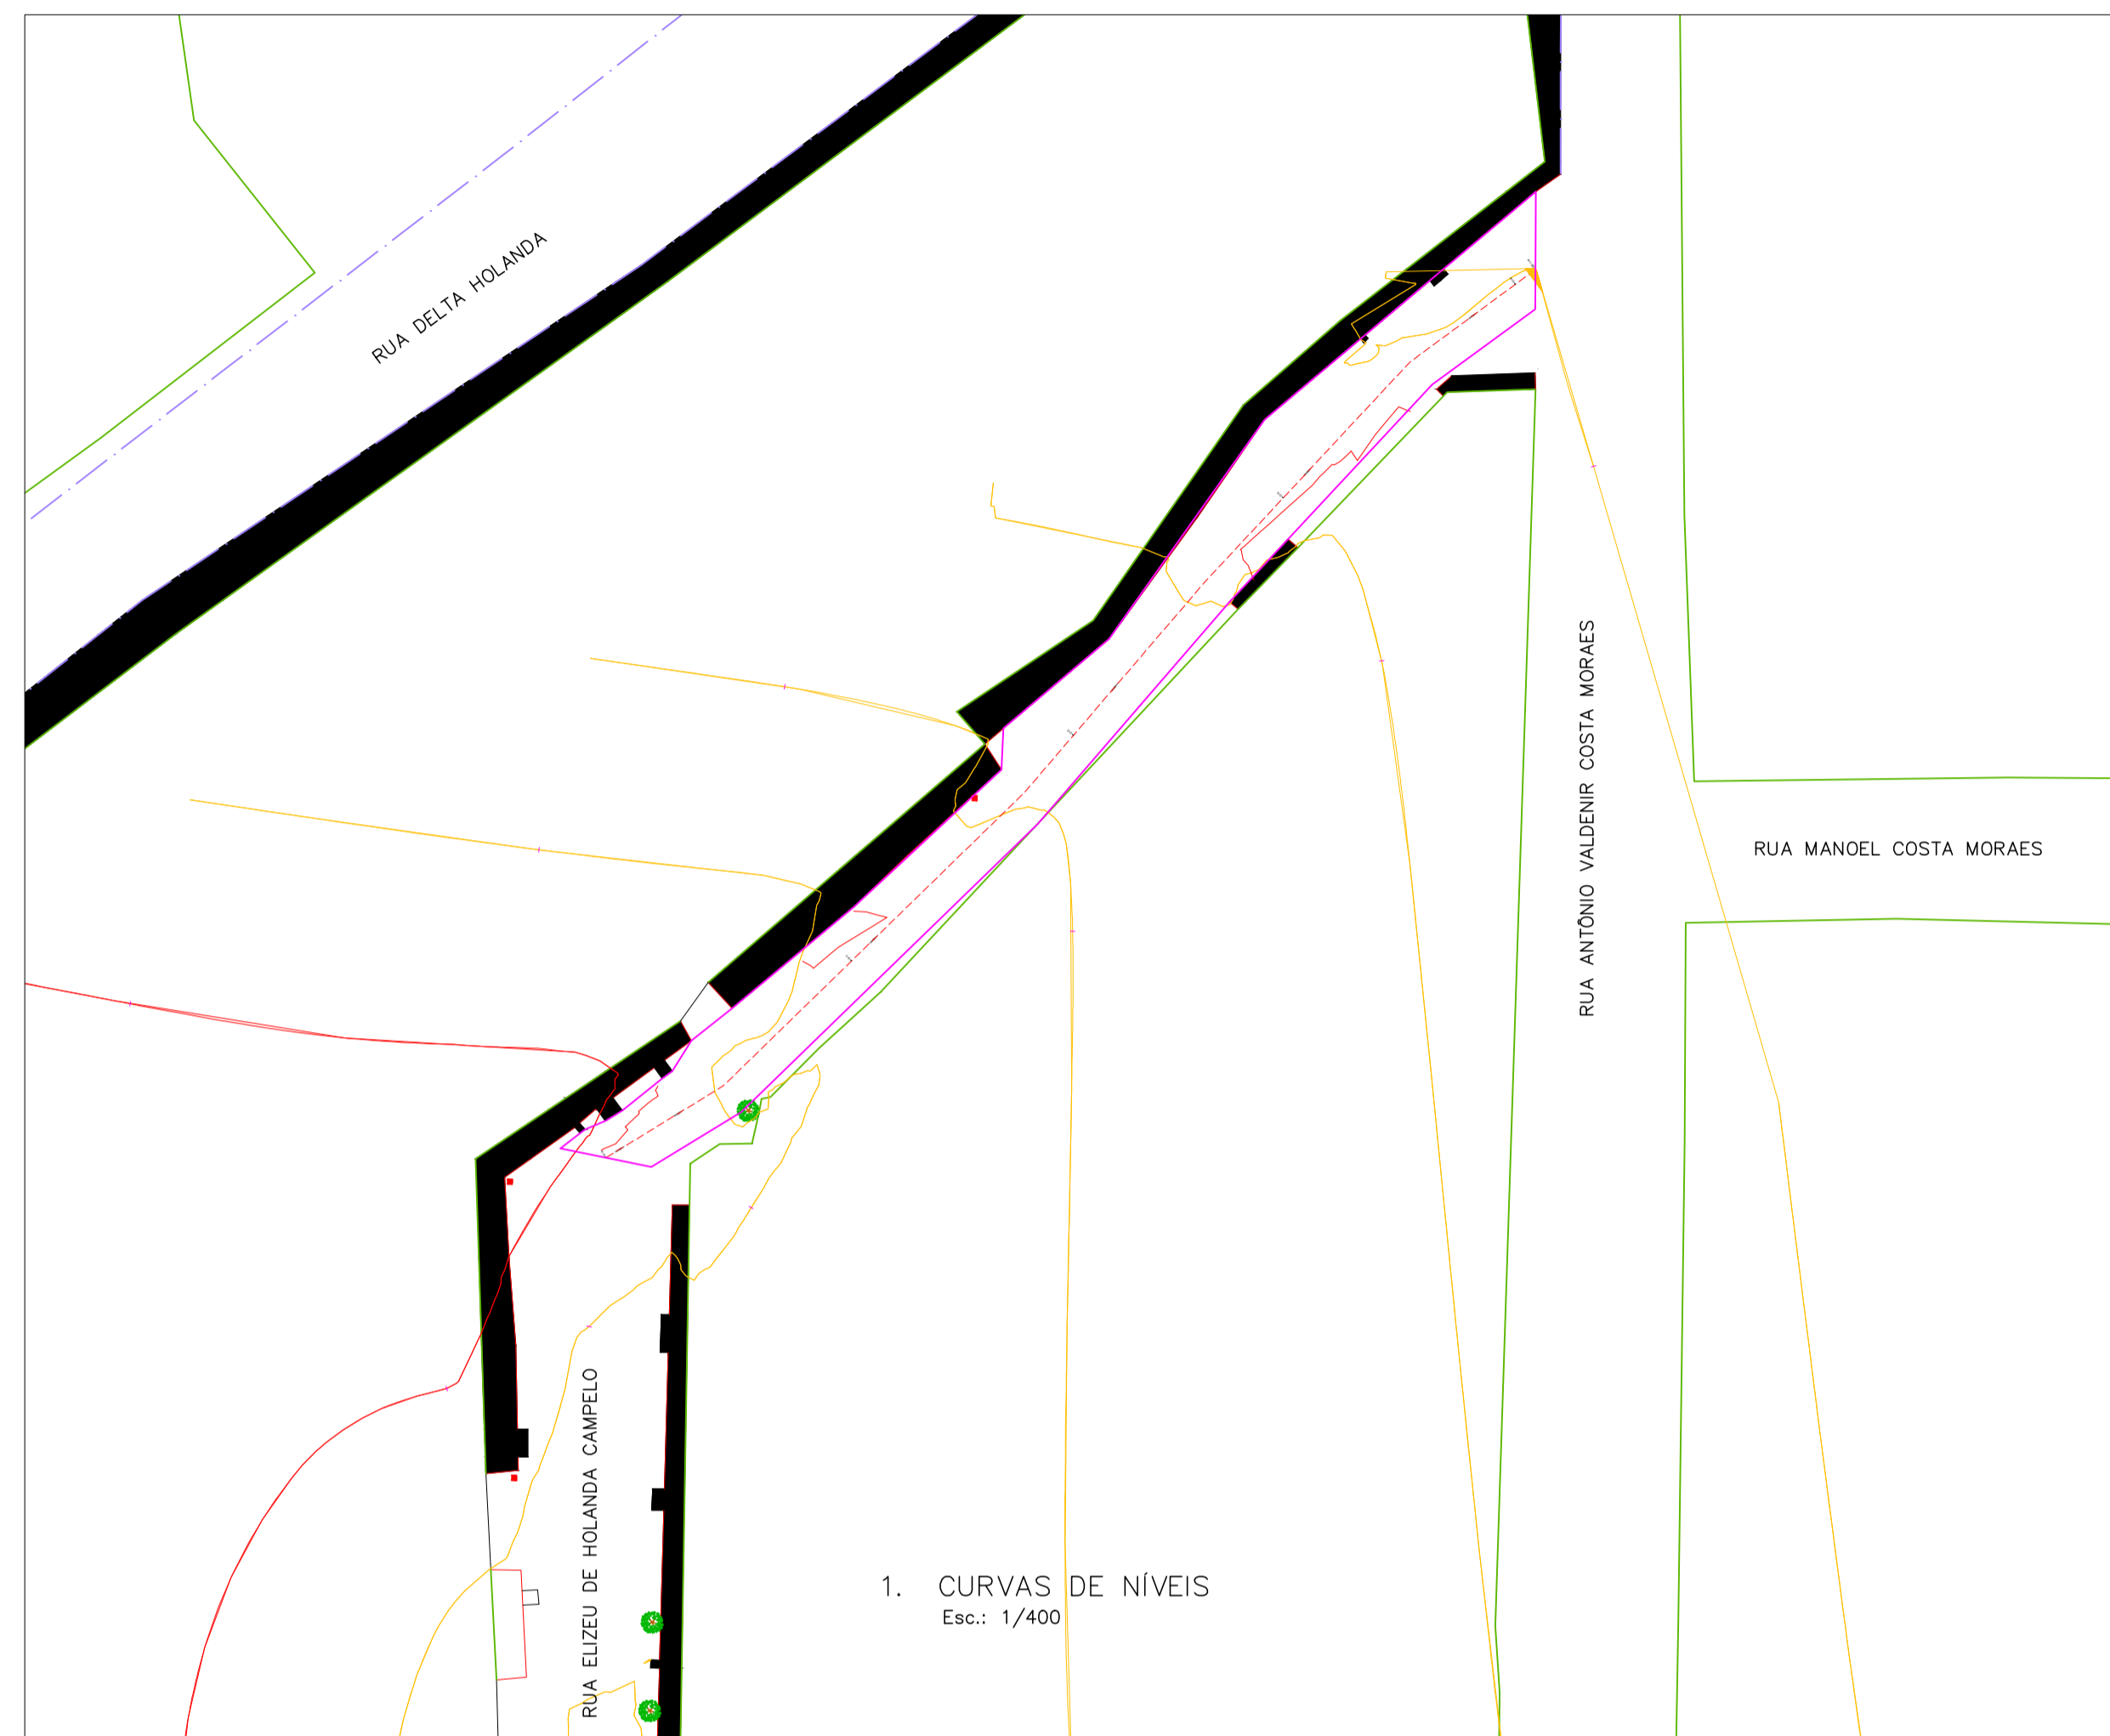 RUA DELTA HOLANDA
RUA ANTÔNIO VALDENIR COSTA MORAES
RUA MANOEL COSTA MORAES
RUA ELIZEU DE HOLANDA CAMPELO
1. CURVAS DE NÍVEIS
Esc.: 1/400